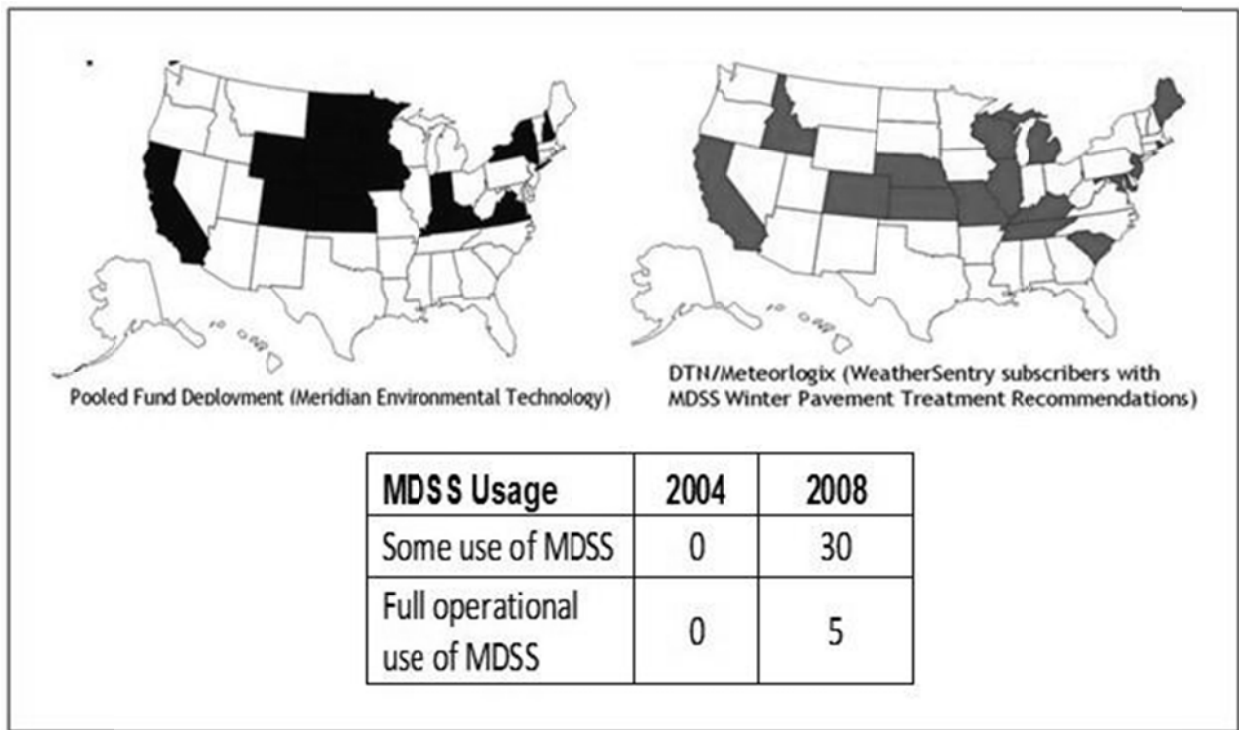 Pooled Fund Deployment (Meridian Environmental Technology)
DTN/Meteorlogix (WeatherSentry subscribers with
MDSS Winter Pavement Treatment Recommendations)
MDSS Usage 2004 2008
Some use of MDSS 0 30
Full operational
use of MDSS 0 5